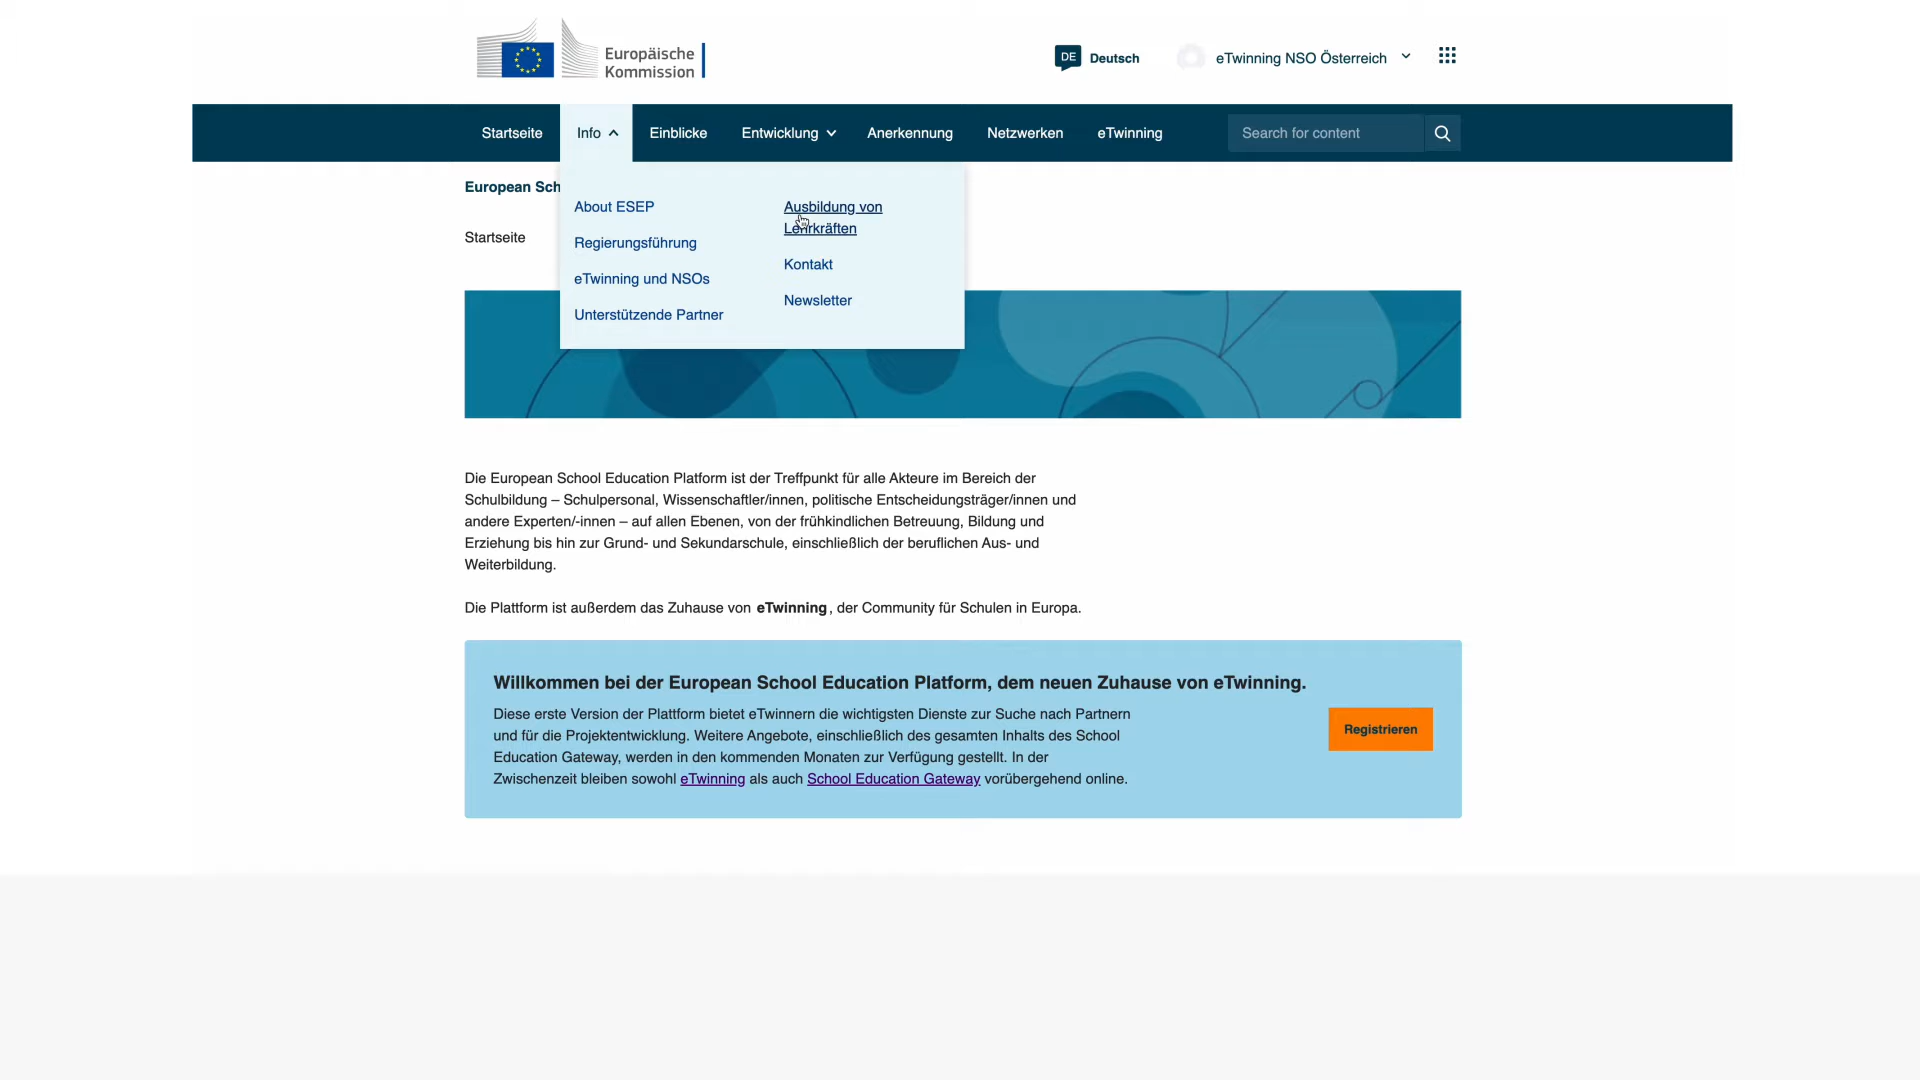 Europäische
Kommission
DE Deutsch
eTwinning NSO Österreich
Startseite Info Einblicke Entwicklung Anerkennung Netzwerken eTwinning Search for content
European Sch
Startseite
About ESEP
Regierungsführung
eTwinning und NSOs
Unterstützende Partner
Ausbildung von
Lehrkräften
Kontakt
Newsletter
Die European School Education Platform ist der Treffpunkt für alle Akteure im Bereich der
Schulbildung – Schulpersonal, Wissenschaftler/innen, politische Entscheidungsträger/innen und
andere Experten/-innen – auf allen Ebenen, von der frühkindlichen Betreuung, Bildung und
Erziehung bis hin zur Grund- und Sekundarschule, einschließlich der beruflichen Aus- und
Weiterbildung.
Die Plattform ist außerdem das Zuhause von eTwinning, der Community für Schulen in Europa.
Willkommen bei der European School Education Platform, dem neuen Zuhause von eTwinning.
Diese erste Version der Plattform bietet eTwinnern die wichtigsten Dienste zur Suche nach Partnern
und für die Projektentwicklung. Weitere Angebote, einschließlich des gesamten Inhalts des School
Education Gateway, werden in den kommenden Monaten zur Verfügung gestellt. In der
Zwischenzeit bleiben sowohl eTwinning als auch School Education Gateway vorübergehend online.
Registrieren